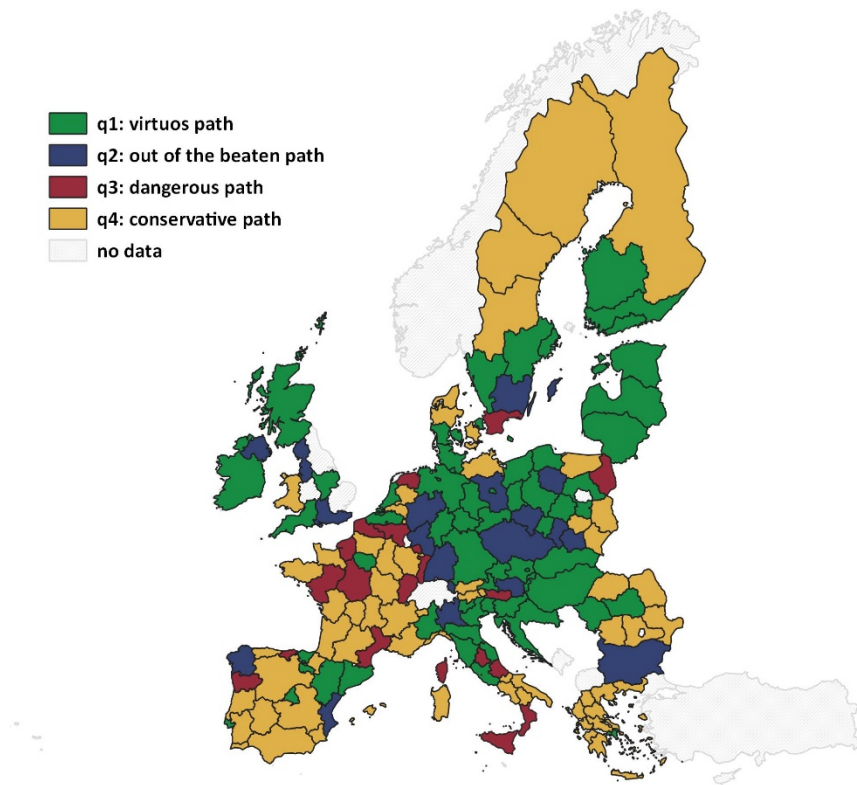 q1: virtuos path
q2: out of the beaten path
q3: dangerous path
q4: conservative path
no data